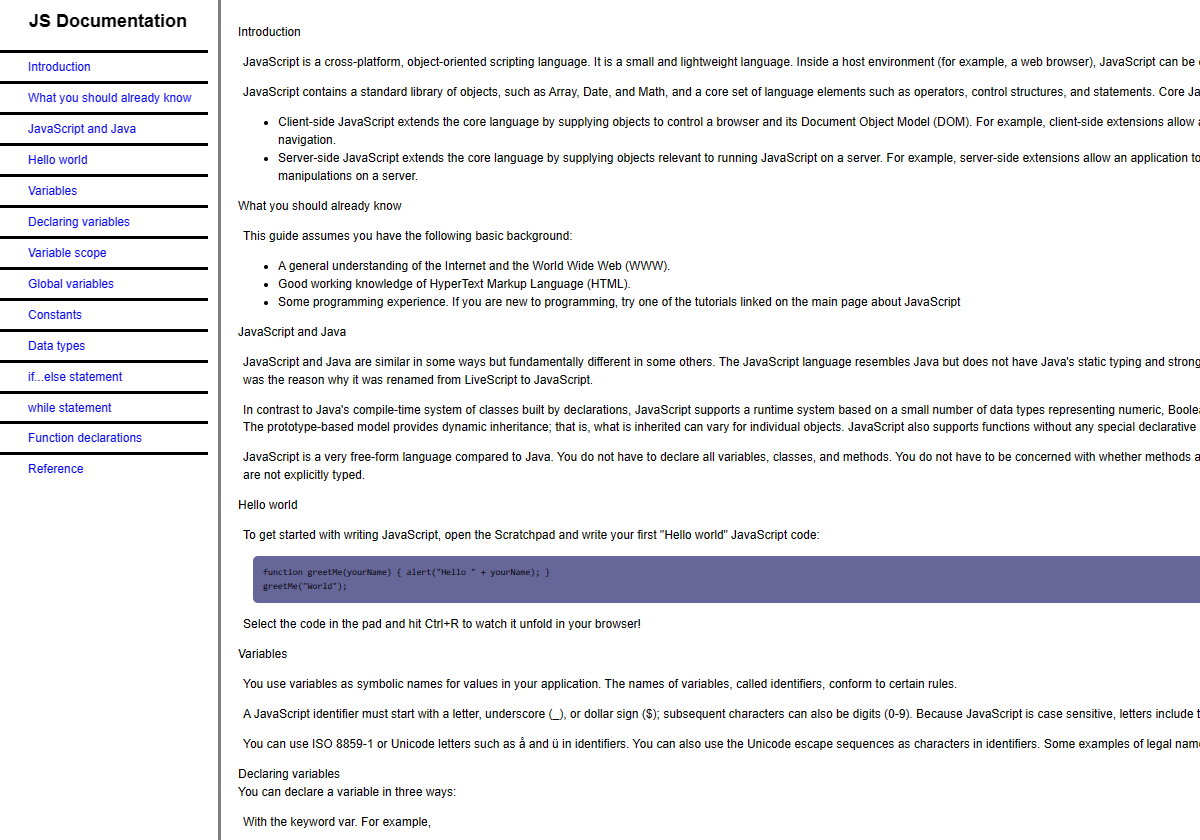 JS Documentation
Introduction
What you should already know
JavaScript and Java
Hello world
Variables
Declaring variables
Variable scope
Global variables
Constants
Data types
if...else statement
while statement
Function declarations
Reference
Introduction
JavaScript is a cross-platform, object-oriented scripting language. It is a small and lightweight language. Inside a host environment (for example, a web browser), JavaScript can be
JavaScript contains a standard library of objects, such as Array, Date, and Math, and a core set of language elements such as operators, control structures, and statements. Core Ja
• Client-side JavaScript extends the core language by supplying objects to control a browser and its Document Object Model (DOM). For example, client-side extensions allow a
navigation.
• Server-side JavaScript extends the core language by supplying objects relevant to running JavaScript on a server. For example, server-side extensions allow an application to
manipulations on a server.
What you should already know
This guide assumes you have the following basic background:
• A general understanding of the Internet and the World Wide Web (WWW).
• Good working knowledge of HyperText Markup Language (HTML).
• Some programming experience. If you are new to programming, try one of the tutorials linked on the main page about JavaScript
JavaScript and Java
JavaScript and Java are similar in some ways but fundamentally different in some others. The JavaScript language resembles Java but does not have Java's static typing and strong
was the reason why it was renamed from LiveScript to JavaScript.
In contrast to Java's compile-time system of classes built by declarations, JavaScript supports a runtime system based on a small number of data types representing numeric, Boolea
The prototype-based model provides dynamic inheritance; that is, what is inherited can vary for individual objects. JavaScript also supports functions without any special declarative
JavaScript is a very free-form language compared to Java. You do not have to declare all variables, classes, and methods. You do not have to be concerned with whether methods a
are not explicitly typed.
Hello world
To get started with writing JavaScript, open the Scratchpad and write your first "Hello world" JavaScript code:
function greetMe(yourName) { alert("Hello " + yourName); }
greetMe("World");
Select the code in the pad and hit Ctrl+R to watch it unfold in your browser!
Variables
You use variables as symbolic names for values in your application. The names of variables, called identifiers, conform to certain rules.
A JavaScript identifier must start with a letter, underscore (_), or dollar sign ($); subsequent characters can also be digits (0-9). Because JavaScript is case sensitive, letters include t
You can use ISO 8859-1 or Unicode letters such as å and ü in identifiers. You can also use the Unicode escape sequences as characters in identifiers. Some examples of legal nam
Declaring variables
You can declare a variable in three ways:
With the keyword var. For example,